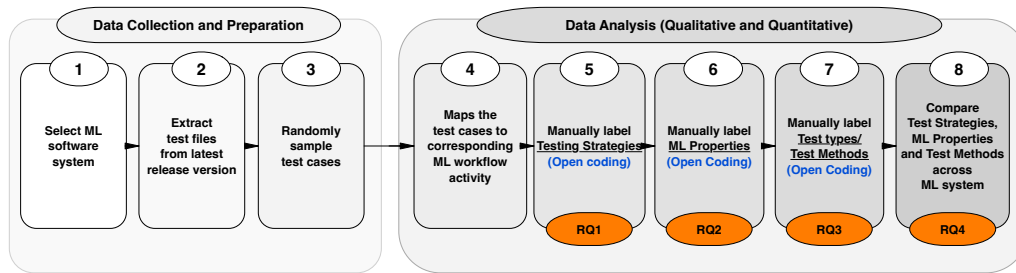 Data Collection and Preparation
Data Analysis (Qualitative and Quantitative)
1
Select ML
software
system
2
Extract
test files
from latest
release version
3
Randomly
sample
test cases
4
Maps the
test cases to
corresponding
ML workflow
activity
5
Manually label
Testing Strategies
(Open coding)
RQ1
6
Manually label
ML Properties
(Open Coding)
RQ2
7
Manually label
Test types/
Test Methods
(Open Coding)
RQ3
8
Compare
Test Strategies,
ML Properties
and Test Methods
across
ML system
RQ4